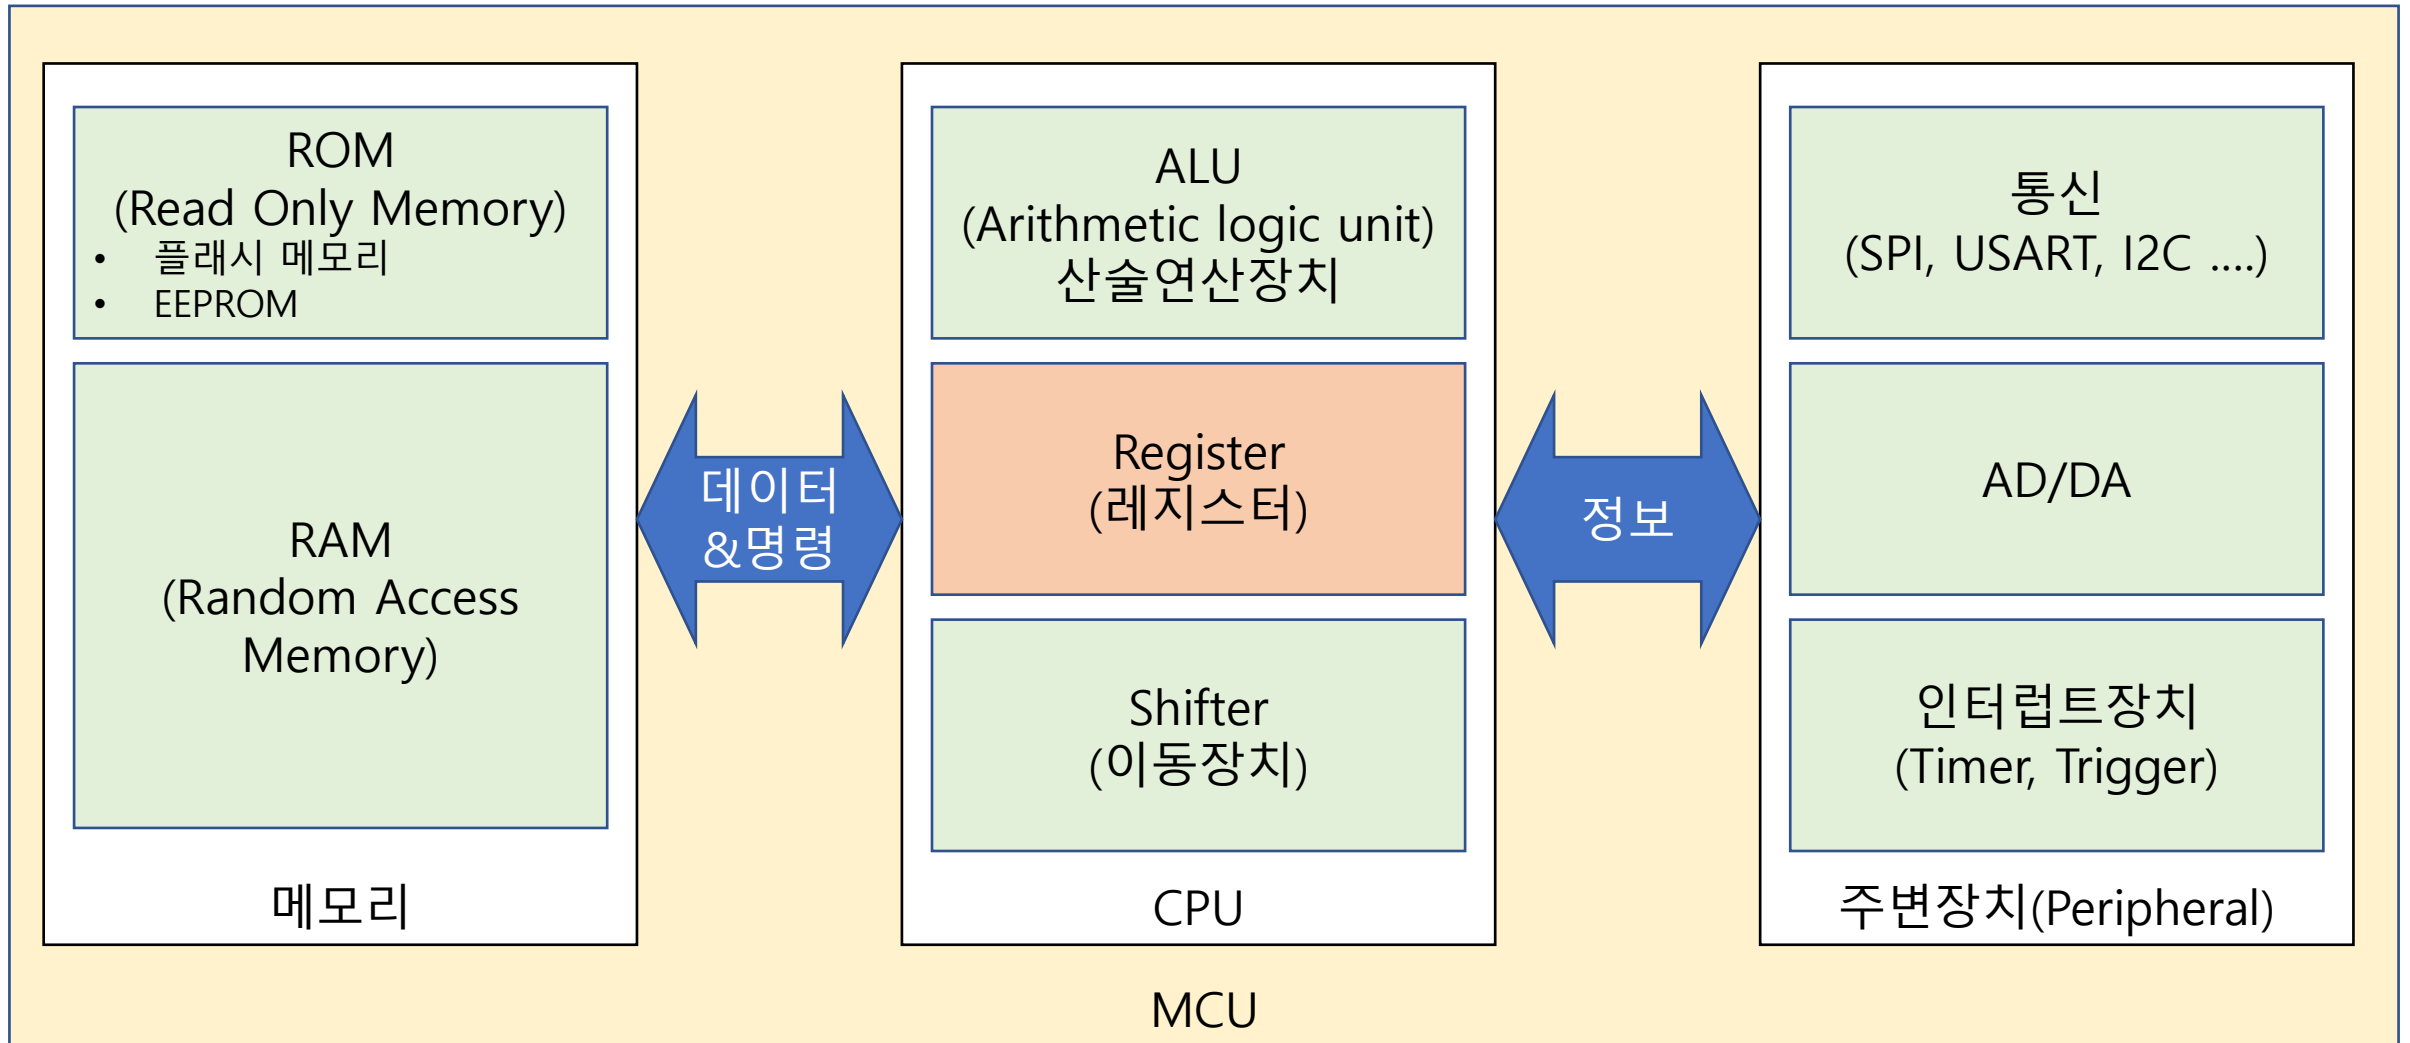 ROM
(Read Only Memory)
• 플래시 메모리
• EEPROM
RAM
(Random Access
Memory)
메모리
데이터
&명령
ALU
(Arithmetic logic unit)
산술연산장치
Register
(레지스터)
Shifter
(이동장치)
CPU
정보
통신
(SPI, USART, I2C ....)
AD/DA
인터럽트장치
(Timer, Trigger)
주변장치(Peripheral)
MCU